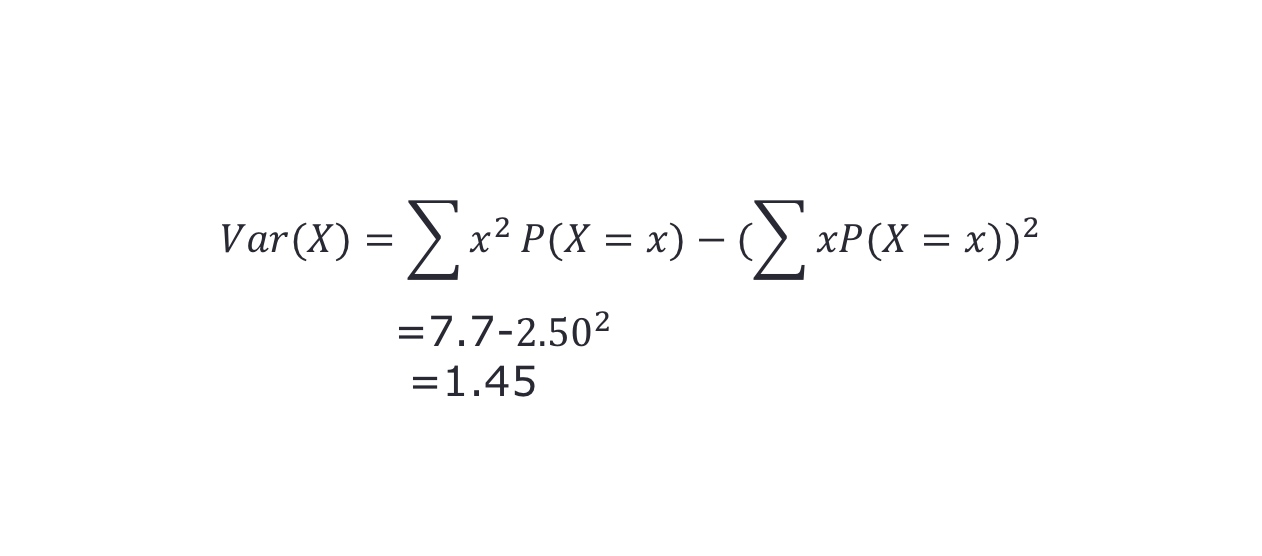 Var(X) = ∑ x² P(X = x) − (∑ xP(X = x))²
=7.7-2.50²
=1.45